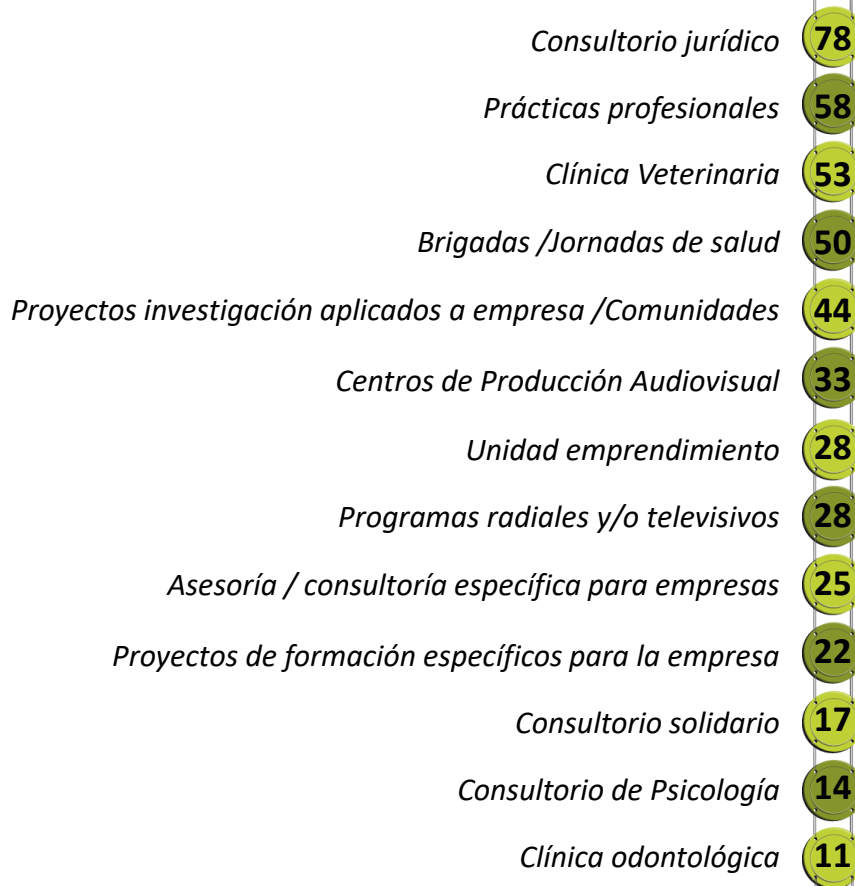 Consultorio jurídico 78
Prácticas profesionales 58
Clínica Veterinaria 53
Brigadas /Jornadas de salud 50
Proyectos investigación aplicados a empresa /Comunidades 44
Centros de Producción Audiovisual 33
Unidad emprendimiento 28
Programas radiales y/o televisivos 28
Asesoría / consultoría específica para empresas 25
Proyectos de formación específicos para la empresa 22
Consultorio solidario 17
Consultorio de Psicología 14
Clínica odontológica 11